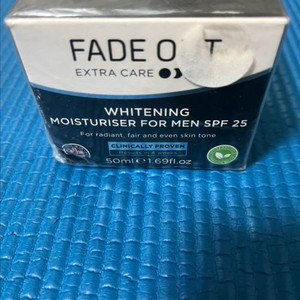 FADE O T
EXTRA CARE
WHITENING
MOISTURISER FOR MEN SPF 25
For radiant, fair and even skin tone
CLINICALLY PROVEN
50ml℮1.69fl.oz